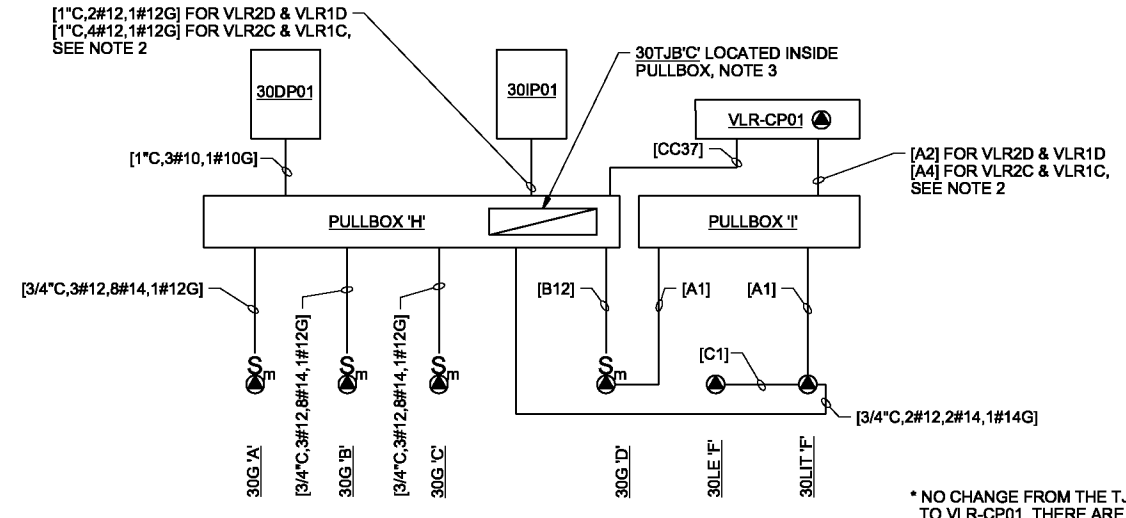 [1"C,2#12,1#12G] FOR VLR2D & VLR1D
[1"C,4#12,1#12G] FOR VLR2C & VLR1C,
SEE NOTE 2
30TJB'C' LOCATED INSIDE
PULLBOX, NOTE 3
30DP01
30IP01
VLR-CP01
[1"C,3#10,1#10G]
[CC37]
[A2] FOR VLR2D & VLR1D
[A4] FOR VLR2C & VLR1C,
SEE NOTE 2
PULLBOX 'H'
PULLBOX 'I'
[3/4"C,3#12,8#14,1#12G]
[3/4"C,3#12,8#14,1#12G]
[3/4"C,3#12,8#14,1#12G]
[B12]
[A1]
[A1]
[C1]
Sm
Sm
Sm
Sm
[3/4"C,2#12,2#14,1#14G]
30G 'A'
30G 'B'
30G 'C'
30G 'D'
30LE 'F'
30LIT 'F'
* NO CHANGE FROM THE TJ
TO VLR-CP01, THERE ARE